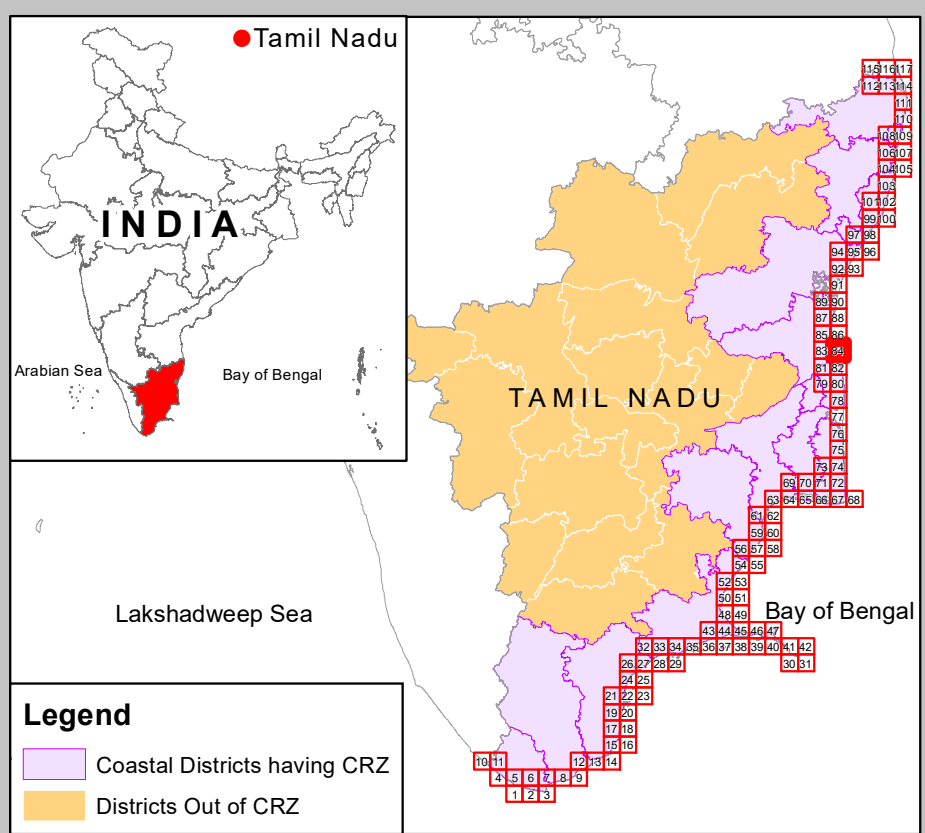 Tamil Nadu
INDIA
Arabian Sea
Bay of Bengal
115 116 117
112 113 114
111
110
108 109
106 107
104 105
103
101 102
99 100
97 98
94 95 96
92 93
91
89 90
87 88
85 86
83 84
81 82
TAMIL NADU
79 80
78
77
76
75
73 74
69 70 71 72
63 64 65 66 67 68
61 62
59 60
56 57 58
54 55
52 53
50 51
Lakshadweep Sea
48 49
Bay of Bengal
43 44 45 46 47
32 33 34 35 36 37 38 39 40 41 42
26 27 28 29 30 31
24 25
21 22 23
19 20
17 18
15 16
10 11 12 13 14
4 5 6 7 8 9
1 2 3
Legend
Coastal Districts having CRZ
Districts Out of CRZ